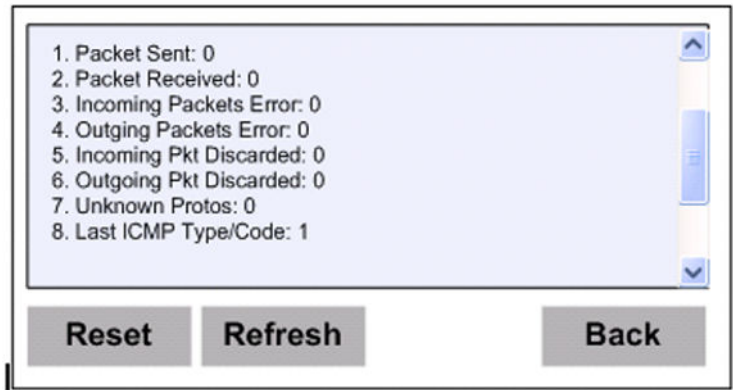 1. Packet Sent: 0
2. Packet Received: 0
3. Incoming Packets Error: 0
4. Outging Packets Error: 0
5. Incoming Pkt Discarded: 0
6. Outgoing Pkt Discarded: 0
7. Unknown Protos: 0
8. Last ICMP Type/Code: 1
Reset Refresh Back